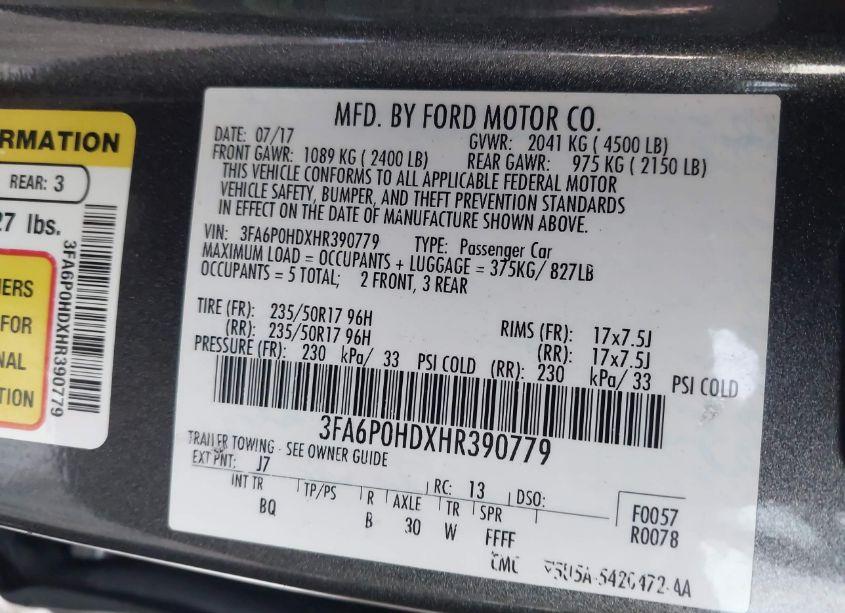 RMATION
REAR: 3
27 lbs.
3FA6P0HDXHR390779
ERS
FOR
NAL
TION
MFD. BY FORD MOTOR CO.
DATE: 07/17 GVWR: 2041 KG ( 4500 LB)
FRONT GAWR: 1089 KG ( 2400 LB) REAR GAWR: 975 KG ( 2150 LB)
THIS VEHICLE CONFORMS TO ALL APPLICABLE FEDERAL MOTOR
VEHICLE SAFETY, BUMPER, AND THEFT PREVENTION STANDARDS
IN EFFECT ON THE DATE OF MANUFACTURE SHOWN ABOVE.
VIN: 3FA6P0HDXHR390779 TYPE: Passenger Car
MAXIMUM LOAD = OCCUPANTS + LUGGAGE = 375KG/ 827LB
OCCUPANTS = 5 TOTAL; 2 FRONT, 3 REAR
TIRE (FR): 235/50R17 96H RIMS (FR): 17x7.5J
(RR): 235/50R17 96H (RR): 17x7.5J
PRESSURE (FR): 230 kPa/ 33 PSI COLD (RR): 230 kPa/ 33 PSI COLD
3FA6P0HDXHR390779
TRAILER TOWING - SEE OWNER GUIDE
EXT PNT: J7 RC: 13 DSO:
INT TR TP/PS R AXLE TR SPR F0057
BQ B 30 W FFFF R0078
CMC